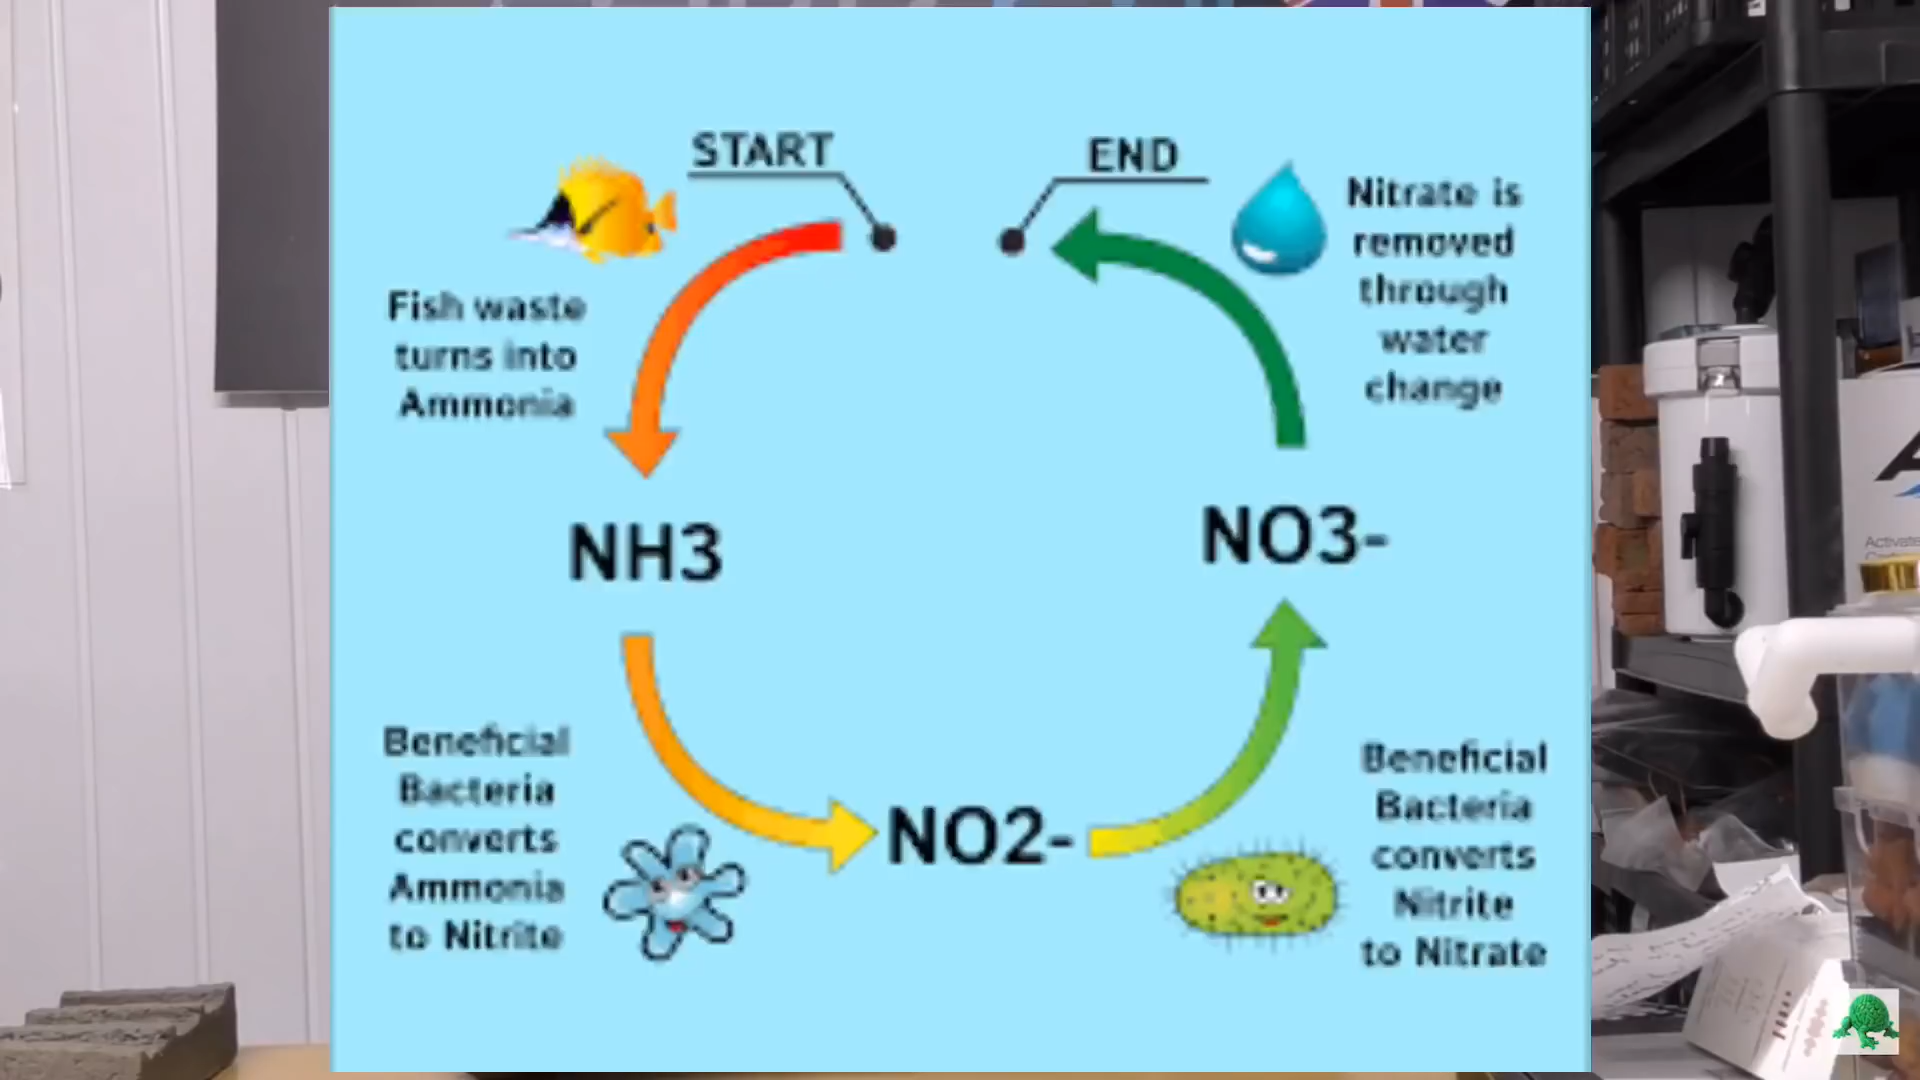 START
END
Fish waste
turns into
Ammonia
Nitrate is
removed
through
water
change
NH3
NO3-
Beneficial
Bacteria
converts
Ammonia
to Nitrite
NO2-
Beneficial
Bacteria
converts
Nitrite
to Nitrate